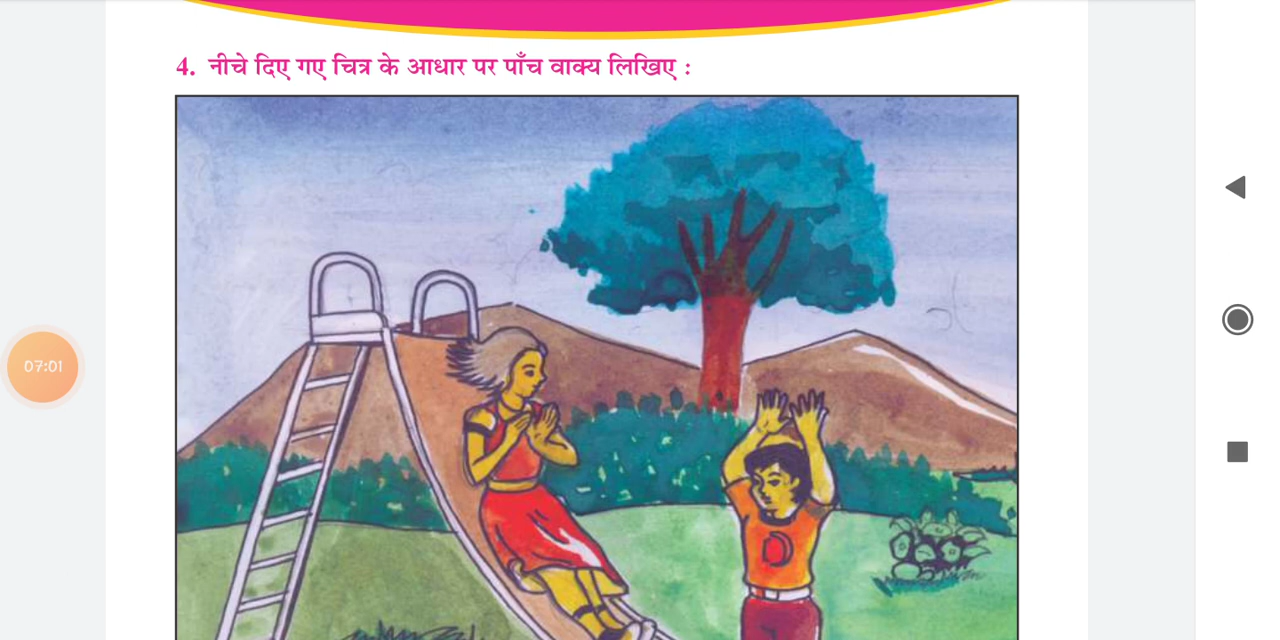 4. नीचे दिए गए चित्र के आधार पर पाँच वाक्य लिखिए :
07:01